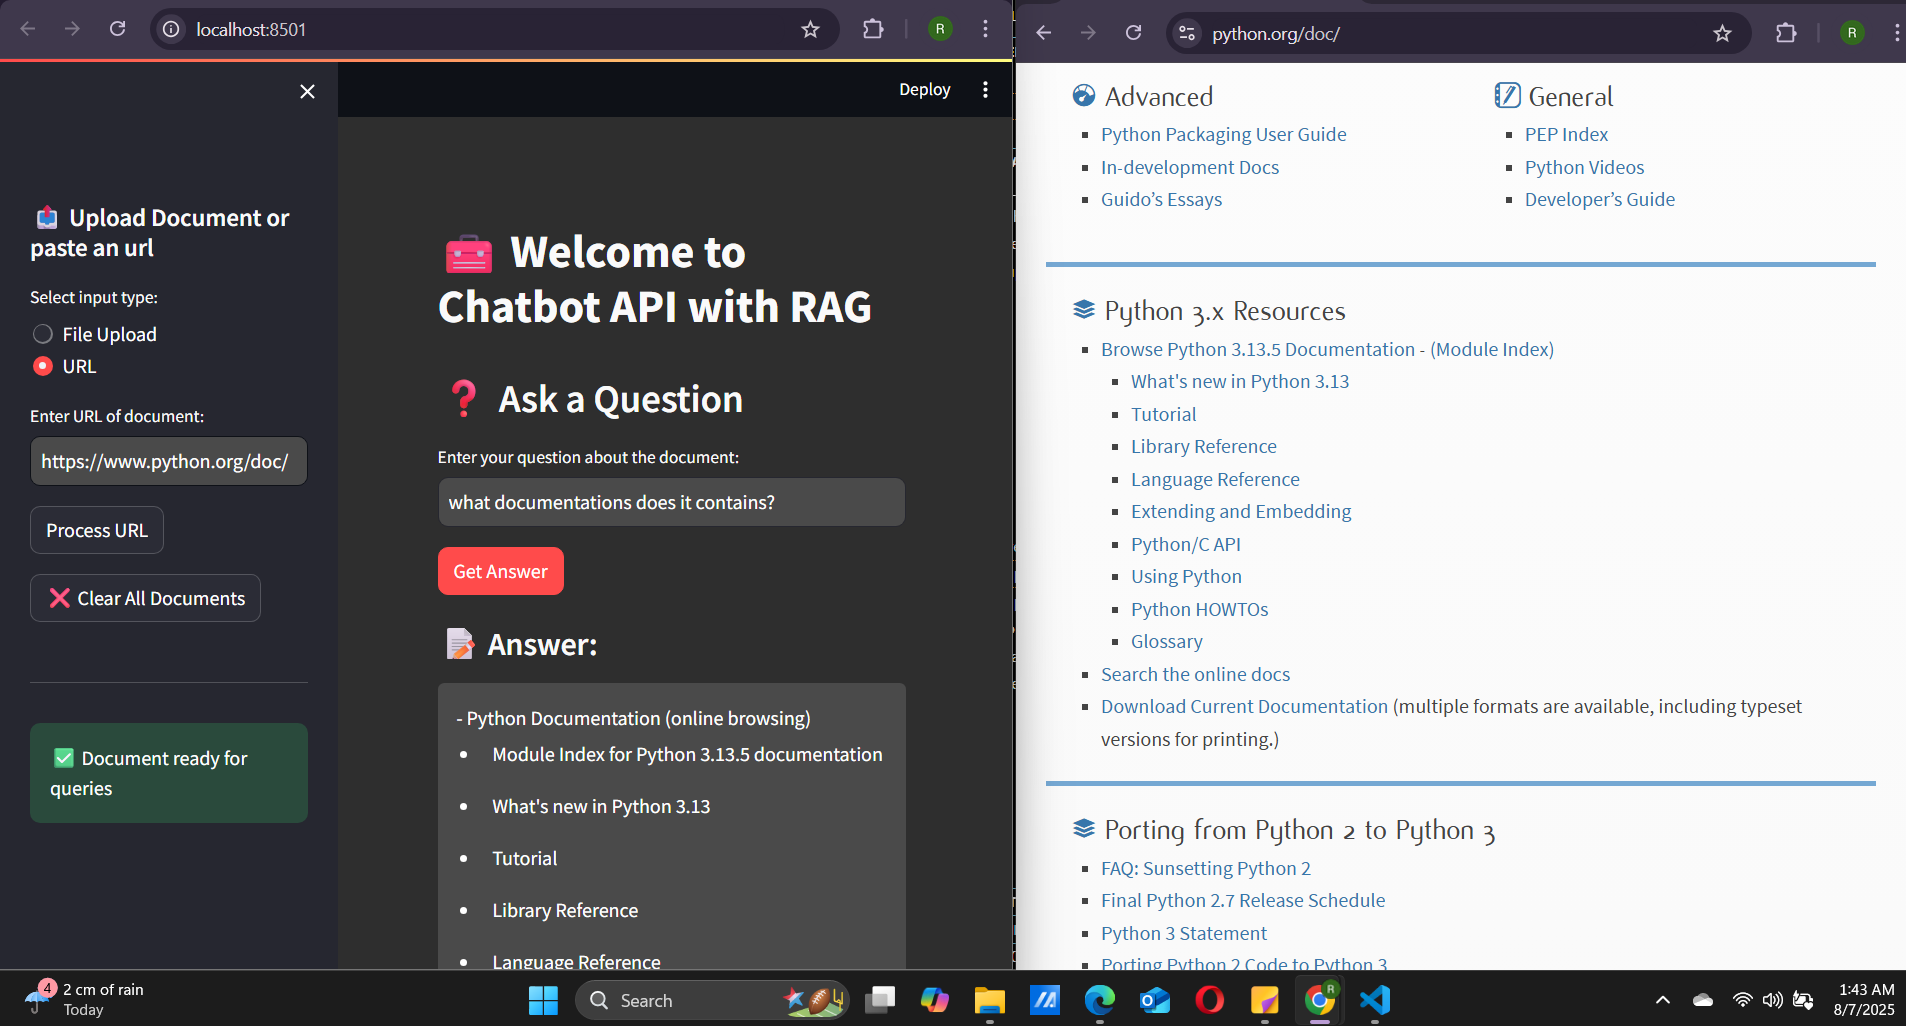 localhost:8501
R
Deploy
Upload Document or
paste an url
Select input type:
File Upload
URL
Enter URL of document:
https://www.python.org/doc/
Process URL
Clear All Documents
Document ready for
queries
Welcome to
Chatbot API with RAG
Ask a Question
Enter your question about the document:
what documentations does it contains?
Get Answer
Answer:
- Python Documentation (online browsing)
Module Index for Python 3.13.5 documentation
What's new in Python 3.13
Tutorial
Library Reference
Language Reference
python.org/doc/
R
Advanced
Python Packaging User Guide
In-development Docs
Guido’s Essays
General
PEP Index
Python Videos
Developer’s Guide
Python 3.x Resources
Browse Python 3.13.5 Documentation - (Module Index)
What's new in Python 3.13
Tutorial
Library Reference
Language Reference
Extending and Embedding
Python/C API
Using Python
Python HOWTOs
Glossary
Search the online docs
Download Current Documentation (multiple formats are available, including typeset
versions for printing.)
Porting from Python 2 to Python 3
FAQ: Sunsetting Python 2
Final Python 2.7 Release Schedule
Python 3 Statement
Porting Python 2 Code to Python 3
4
2 cm of rain
Today
Search
R
1:43 AM
8/7/2025